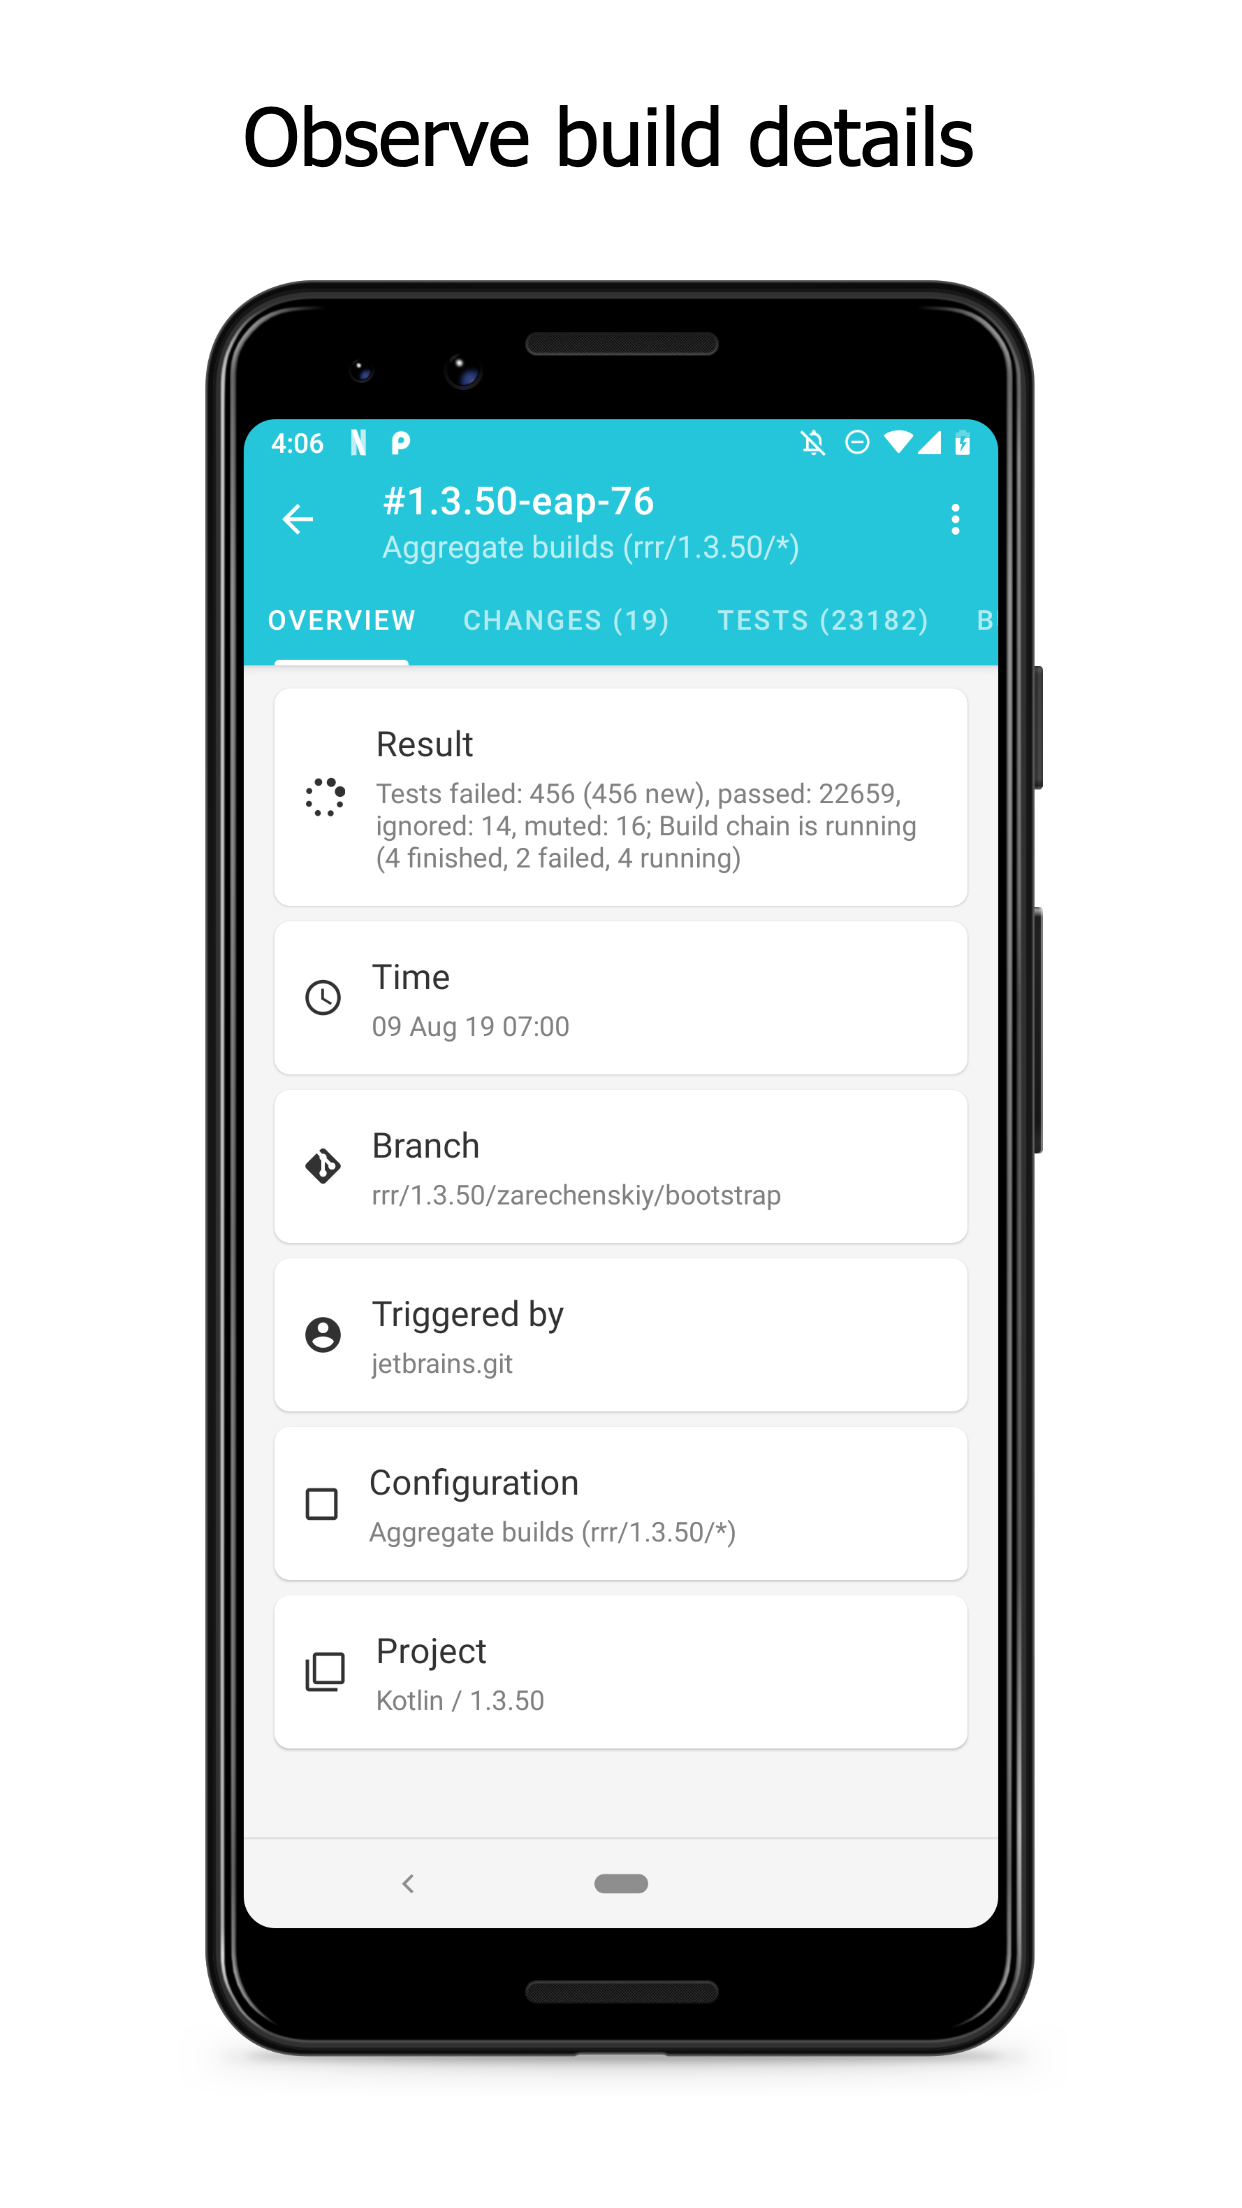 Observe build details
4:06
#1.3.50-eap-76
Aggregate builds (rrr/1.3.50/*)
OVERVIEW CHANGES (19) TESTS (23182) B
Result
Tests failed: 456 (456 new), passed: 22659,
ignored: 14, muted: 16; Build chain is running
(4 finished, 2 failed, 4 running)
Time
09 Aug 19 07:00
Branch
rrr/1.3.50/zarechenskiy/bootstrap
Triggered by
jetbrains.git
Configuration
Aggregate builds (rrr/1.3.50/*)
Project
Kotlin / 1.3.50